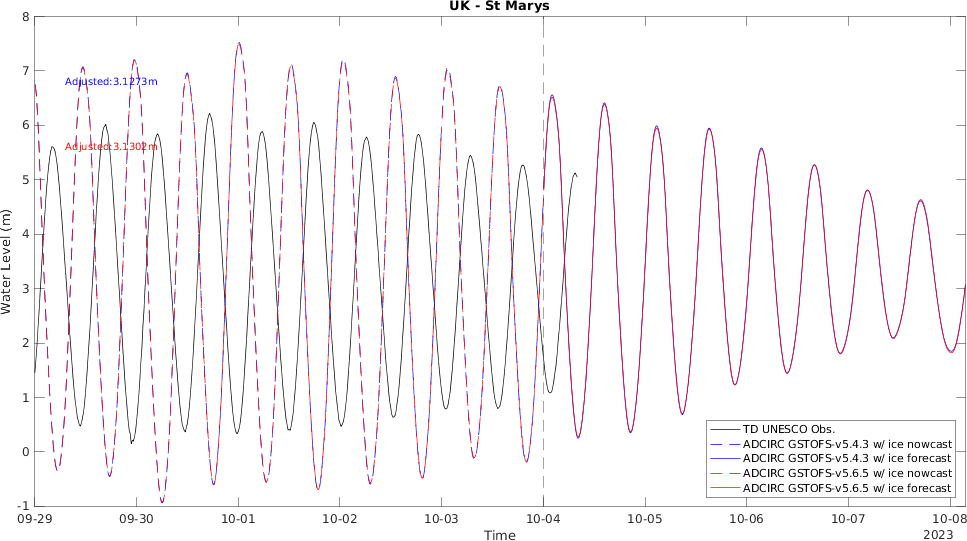 UK - St Marys
8
7
6
5
4
3
2
1
0
-1
Water Level (m)
Adjusted:3.1273m
Adjusted:3.1302m
TD UNESCO Obs.
ADCIRC GSTOFS-v5.4.3 w/ ice nowcast
ADCIRC GSTOFS-v5.4.3 w/ ice forecast
ADCIRC GSTOFS-v5.6.5 w/ ice nowcast
ADCIRC GSTOFS-v5.6.5 w/ ice forecast
09-29 09-30 10-01 10-02 10-03 10-04 10-05 10-06 10-07 10-08
Time 2023